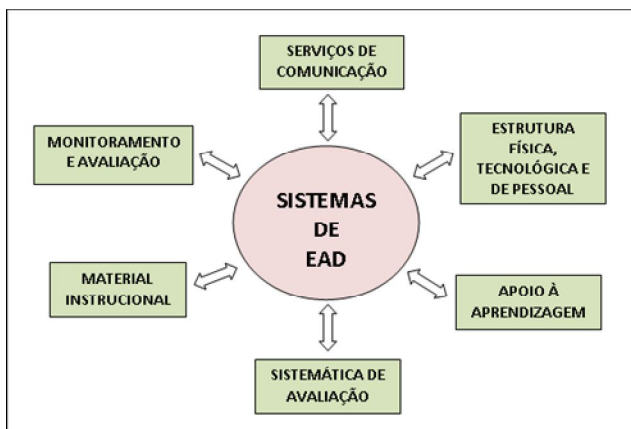 SERVIÇOS DE
COMUNICAÇÃO
MONITORAMENTO
E AVALIAÇÃO
ESTRUTURA
FÍSICA,
TECNOLÓGICA E
DE PESSOAL
SISTEMAS
DE
EAD
MATERIAL
INSTRUCIONAL
APOIO À
APRENDIZAGEM
SISTEMÁTICA DE
AVALIAÇÃO